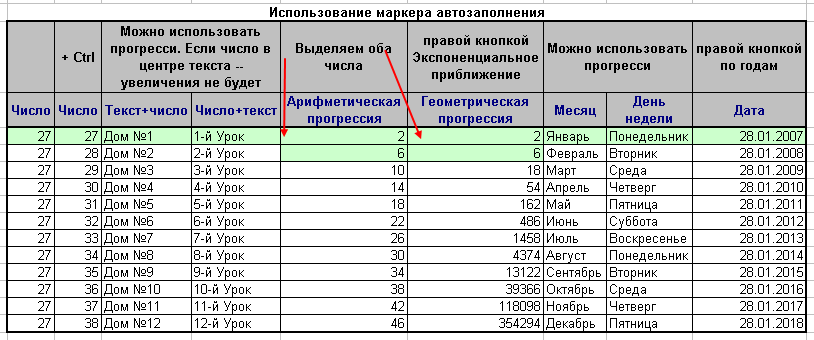 Использование маркера автозаполнения
+ Ctrl
Можно использовать
прогресси. Если число в
центре текста --
увеличения не будет
Выделяем оба
числа
правой кнопкой
Экспоненциальное
приближение
Можно использовать
прогресси
правой кнопкой
по годам
Число Число Текст+число Число+текст Арифметическая прогрессия Геометрическая прогрессия Месяц День недели Дата
27 27 Дом №1 1-й Урок 2 2 Январь Понедельник 28.01.2007
27 28 Дом №2 2-й Урок 6 6 Февраль Вторник 28.01.2008
27 29 Дом №3 3-й Урок 10 18 Март Среда 28.01.2009
27 30 Дом №4 4-й Урок 14 54 Апрель Четверг 28.01.2010
27 31 Дом №5 5-й Урок 18 162 Май Пятница 28.01.2011
27 32 Дом №6 6-й Урок 22 486 Июнь Суббота 28.01.2012
27 33 Дом №7 7-й Урок 26 1458 Июль Воскресенье 28.01.2013
27 34 Дом №8 8-й Урок 30 4374 Август Понедельник 28.01.2014
27 35 Дом №9 9-й Урок 34 13122 Сентябрь Вторник 28.01.2015
27 36 Дом №10 10-й Урок 38 39366 Октябрь Среда 28.01.2016
27 37 Дом №11 11-й Урок 42 118098 Ноябрь Четверг 28.01.2017
27 38 Дом №12 12-й Урок 46 354294 Декабрь Пятница 28.01.2018